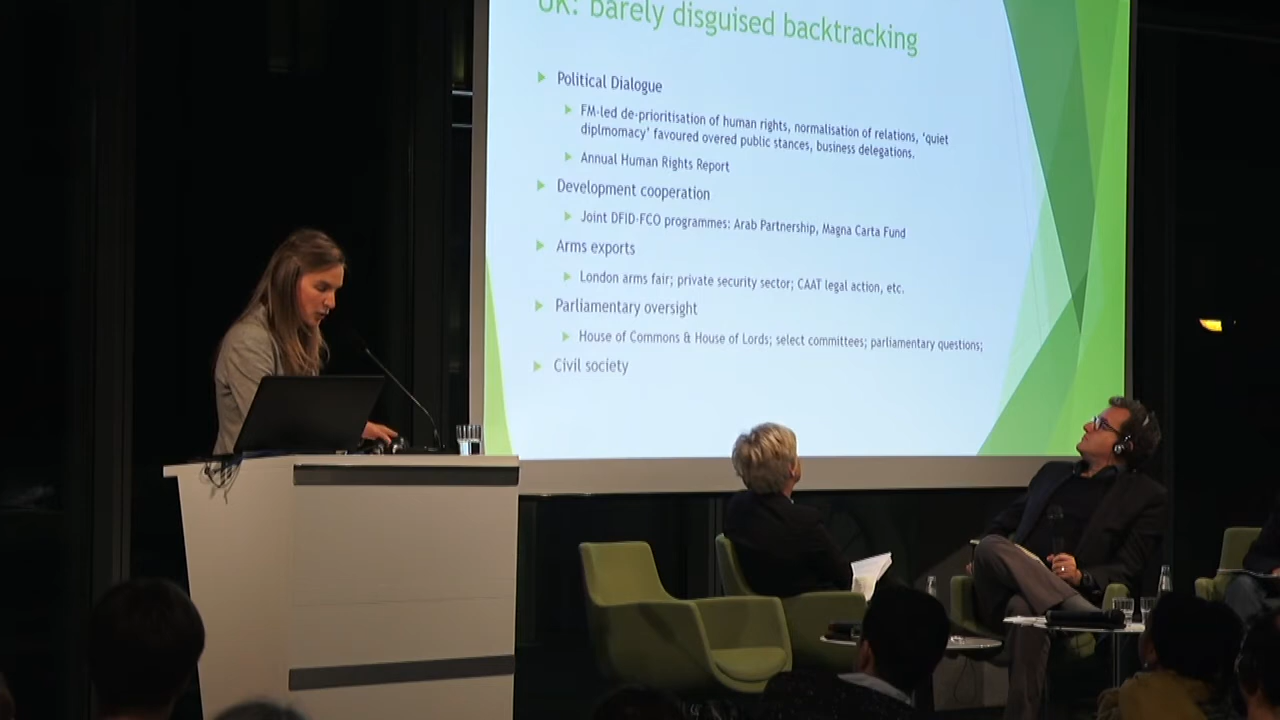 UK: barely disguised backtracking
Political Dialogue
FM-led de-prioritisation of human rights, normalisation of relations, 'quiet
diplmomacy' favoured overed public stances, business delegations.
Annual Human Rights Report
Development cooperation
Joint DFID-FCO programmes: Arab Partnership, Magna Carta Fund
Arms exports
London arms fair; private security sector; CAAT legal action, etc.
Parliamentary oversight
House of Commons & House of Lords; select committees; parliamentary questions;
Civil society